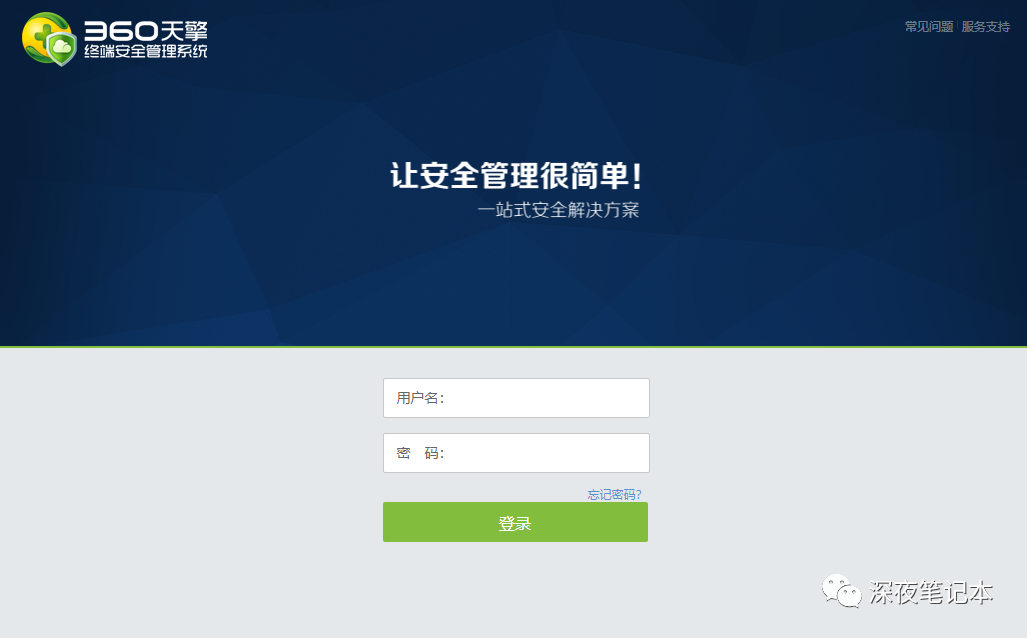 360天擎
终端安全管理系统
常见问题 服务支持
让安全管理很简单!
一站式安全解决方案
用户名:
密 码:
忘记密码?
登录
深夜笔记本